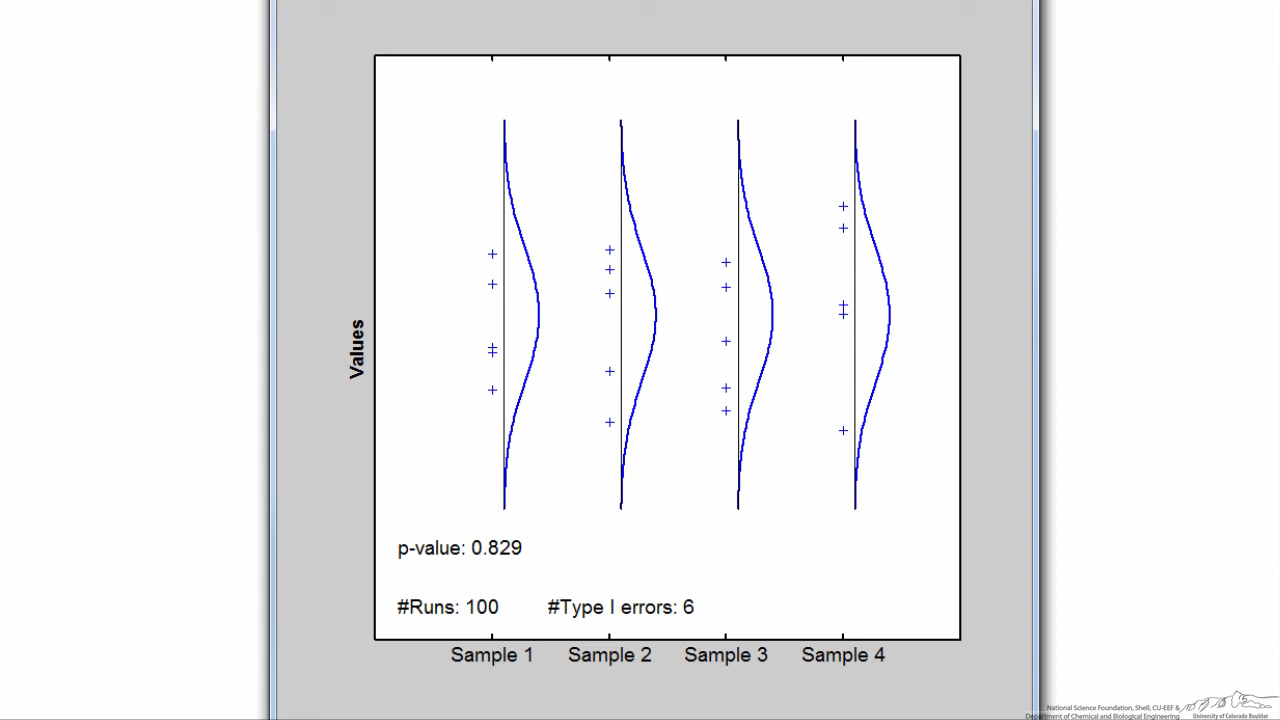 Values
p-value: 0.829
#Runs: 100 #Type I errors: 6
Sample 1 Sample 2 Sample 3 Sample 4
National Science Foundation, Shell, CU-EEF &
Department of Chemical and Biological Engineering
University of Colorado Boulder